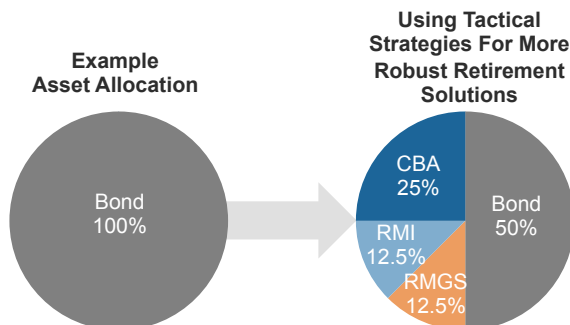 Example
Asset Allocation
Bond
100%
Using Tactical
Strategies For More
Robust Retirement
Solutions
CBA
25%
Bond
50%
RMI
12.5%
RMGS
12.5%